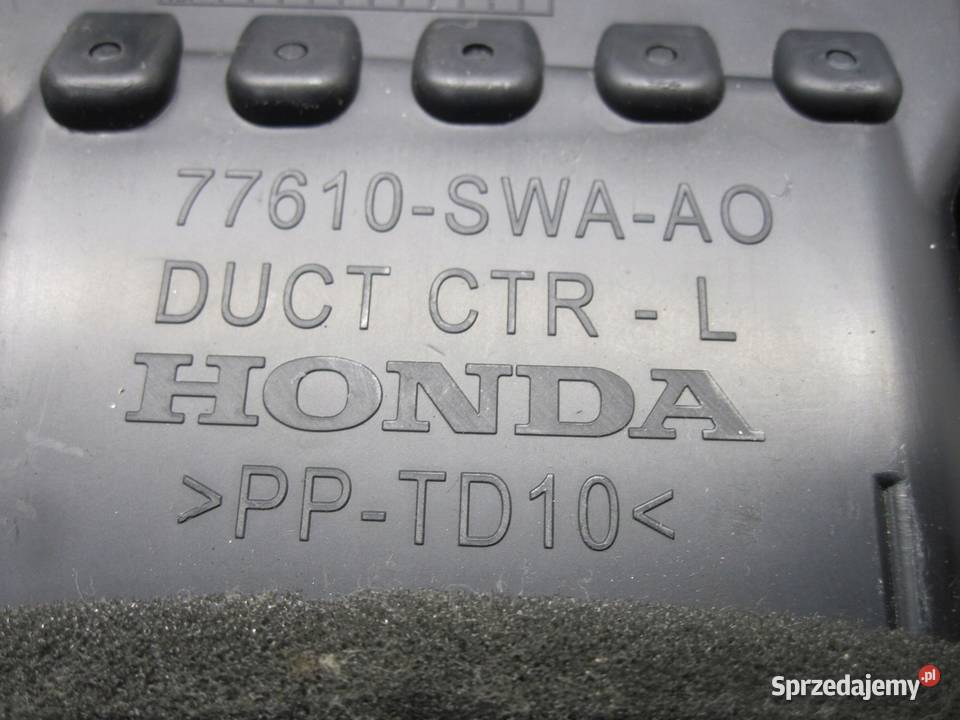 77610-SWA-AO
DUCT CTR - L
HONDA
>PP-TD10<
Sprzedajemy.pl